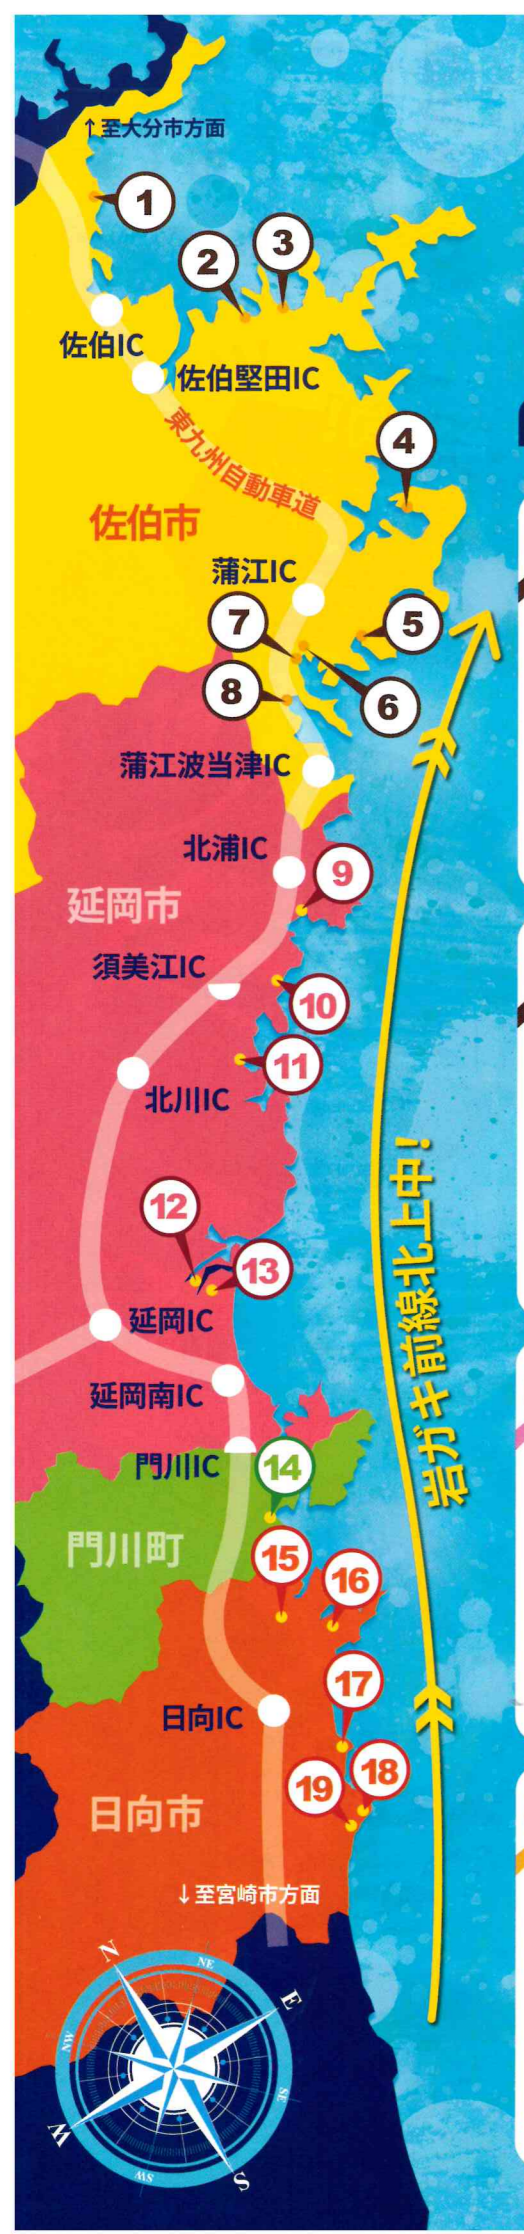 ↑至大分市方面
1
2
3
佐伯IC
佐伯堅田IC
東九州自動車道
4
佐伯市
蒲江IC
5
7
6
8
蒲江波当津IC
北浦IC
9
延岡市
須美江IC
10
11
北川IC
岩ガキ前線北上中!
12
13
延岡IC
延岡南IC
門川IC
14
門川町
15
16
日向IC
17
18
19
日向市
↓至宮崎市方面
N
NE
E
NW
SE
W
SW
S